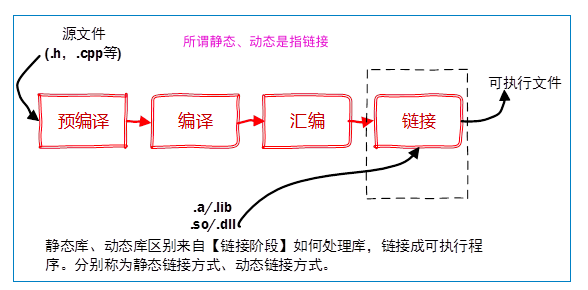 源文件
(.h，.cpp等)
所谓静态、动态是指链接
可执行文件
预编译
编译
汇编
链接
.a/.lib
.so/.dll
静态库、动态库区别来自【链接阶段】如何处理库，链接成可执行程
序。分别称为静态链接方式、动态链接方式。